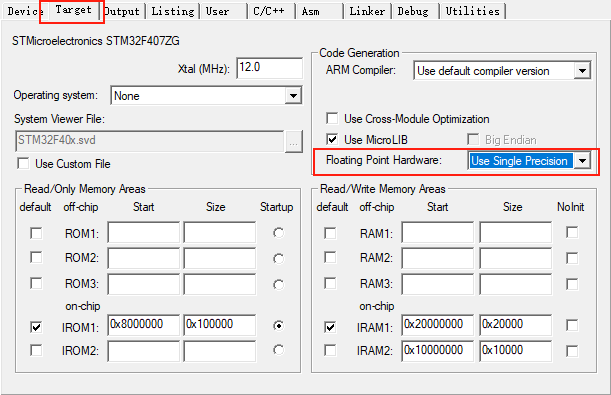 Device Target Output Listing User C/C++ Asm Linker Debug Utilities
STMicroelectronics STM32F407ZG
Xtal (MHz): 12.0
Operating system: None
System Viewer File:
STM32F40x.svd ...
Use Custom File
Code Generation
ARM Compiler: Use default compiler version
Use Cross-Module Optimization
Use MicroLIB Big Endian
Floating Point Hardware: Use Single Precision
Read/Only Memory Areas
default off-chip Start Size Startup
ROM1:
ROM2:
ROM3:
on-chip
IROM1: 0x8000000 0x100000
IROM2:
Read/Write Memory Areas
default off-chip Start Size NoInit
RAM1:
RAM2:
RAM3:
on-chip
IRAM1: 0x20000000 0x20000
IRAM2: 0x10000000 0x10000